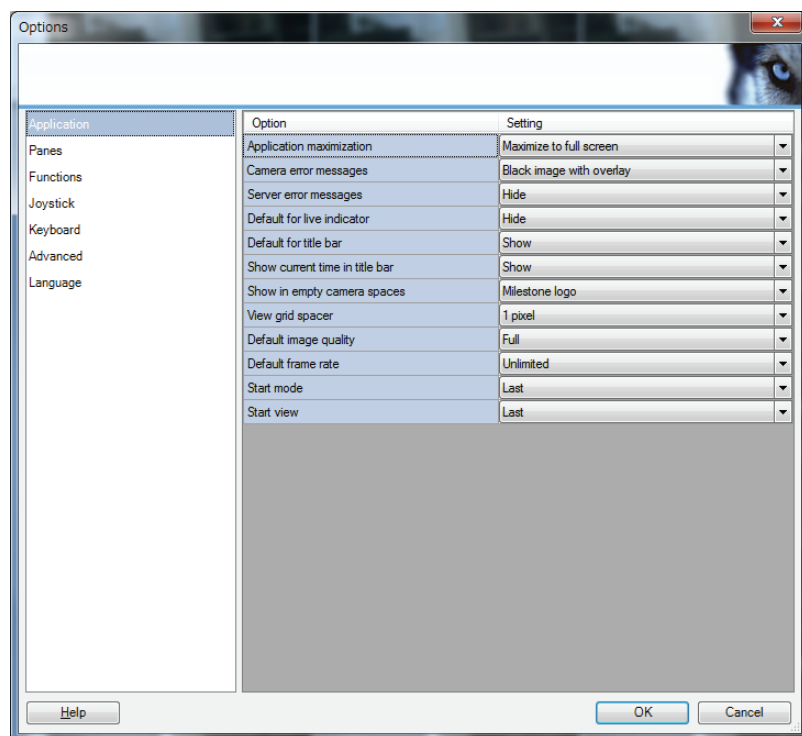 Options
Application
Panes
Functions
Joystick
Keyboard
Advanced
Language
Option Setting
Application maximization Maximize to full screen
Camera error messages Black image with overlay
Server error messages Hide
Default for live indicator Hide
Default for title bar Show
Show current time in title bar Show
Show in empty camera spaces Milestone logo
View grid spacer 1 pixel
Default image quality Full
Default frame rate Unlimited
Start mode Last
Start view Last
Help OK Cancel